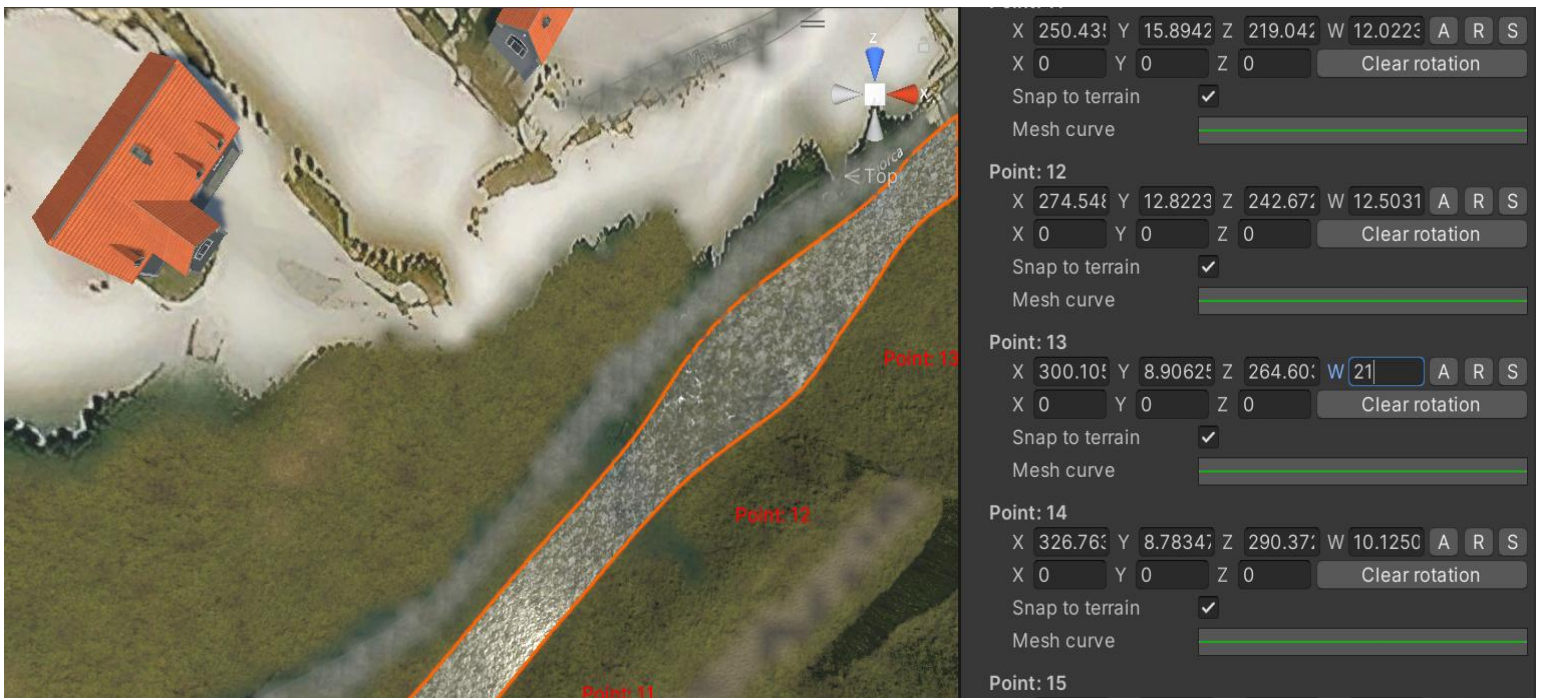 z
x
Top
Point: 13
Point: 12
Point: 11
X 250.435 Y 15.8942 Z 219.042 W 12.0223 A R S
X 0 Y 0 Z 0 Clear rotation
Snap to terrain
Mesh curve
Point: 12
X 274.548 Y 12.8223 Z 242.672 W 12.5031 A R S
X 0 Y 0 Z 0 Clear rotation
Snap to terrain
Mesh curve
Point: 13
X 300.105 Y 8.90625 Z 264.603 W 21 A R S
X 0 Y 0 Z 0 Clear rotation
Snap to terrain
Mesh curve
Point: 14
X 326.763 Y 8.78347 Z 290.372 W 10.1250 A R S
X 0 Y 0 Z 0 Clear rotation
Snap to terrain
Mesh curve
Point: 15